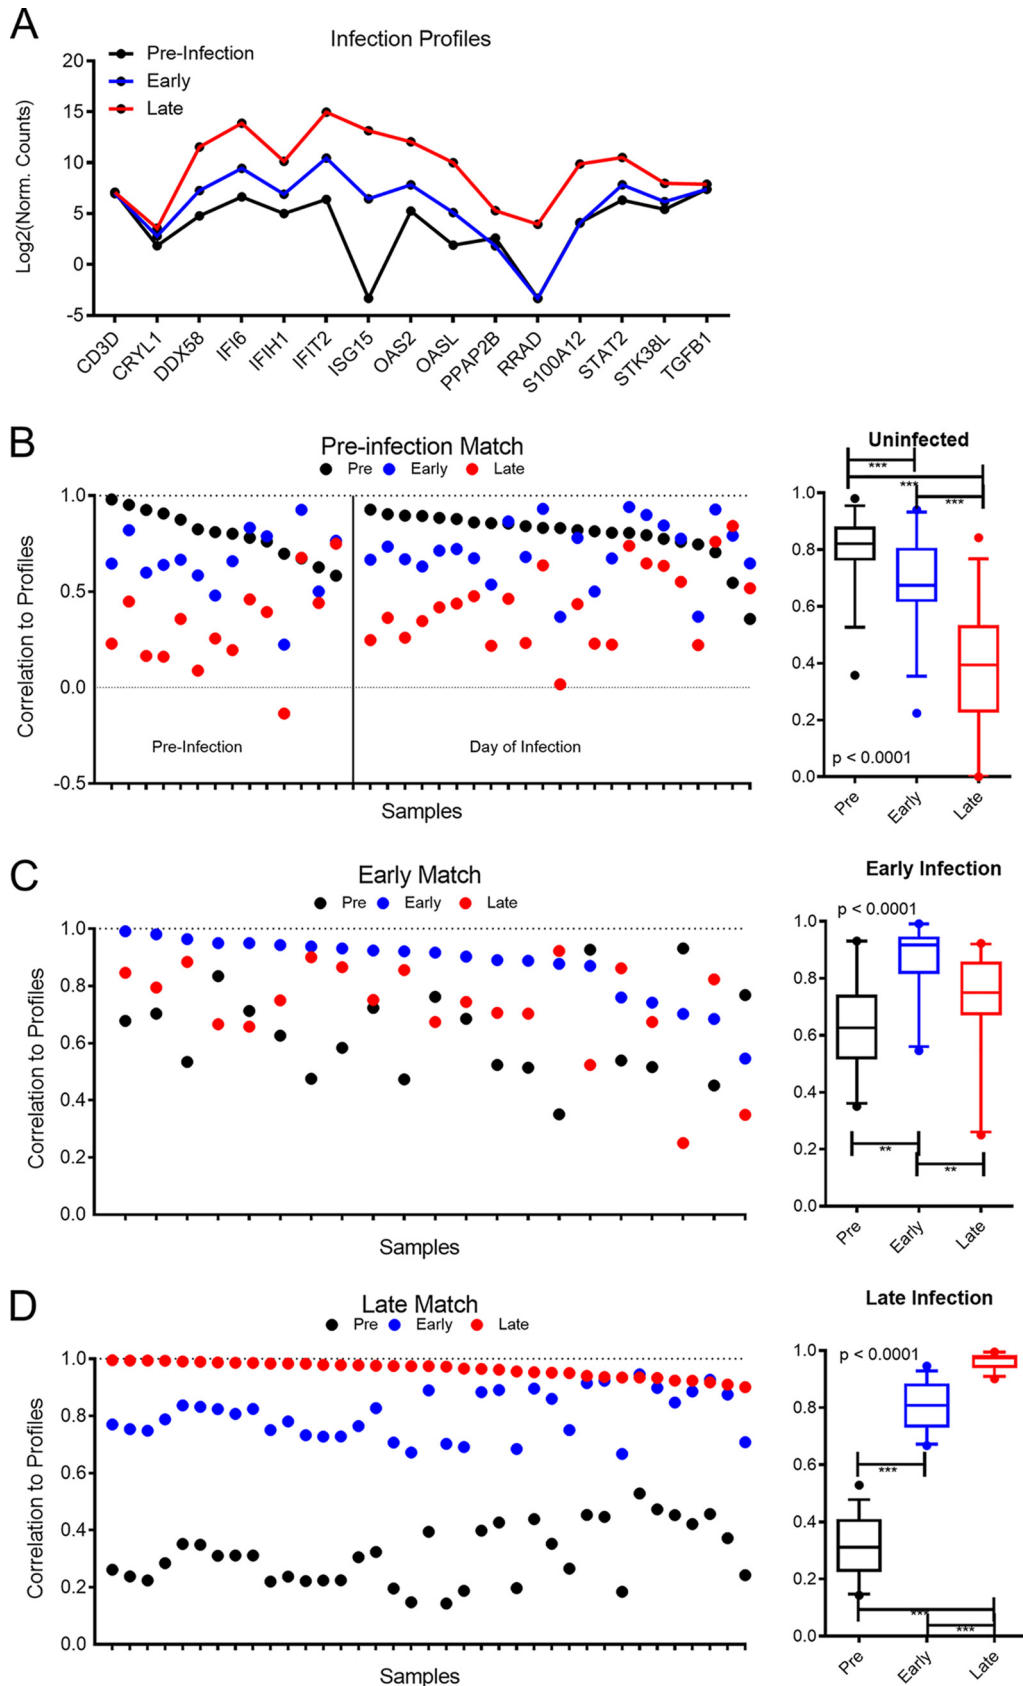 A
Infection Profiles
Pre-Infection
Early
Late
Log2(Norm. Counts)
20
15
10
5
0
-5
CD3D
CRYL1
DDX58
IFI6
IFIH1
IFIT2
ISG15
OAS2
OASL
PPAP2B
RRAD
S100A12
STAT2
STK38L
TGFB1
B
Pre-infection Match
Pre Early Late
Correlation to Profiles
1.0
0.5
0.0
-0.5
Pre-Infection
Day of Infection
Samples
Uninfected
***
***
***
1.0
0.8
0.6
0.4
0.2
0.0
p < 0.0001
Pre
Early
Late
C
Early Match
Pre Early Late
Correlation to Profiles
1.0
0.8
0.6
0.4
0.2
0.0
Samples
Early Infection
p < 0.0001
1.0
0.8
0.6
0.4
0.2
0.0
**
**
Pre
Early
Late
D
Late Match
Pre Early Late
Correlation to Profiles
1.0
0.8
0.6
0.4
0.2
0.0
Samples
Late Infection
p < 0.0001
1.0
0.8
0.6
0.4
0.2
0.0
***
***
***
Pre
Early
Late